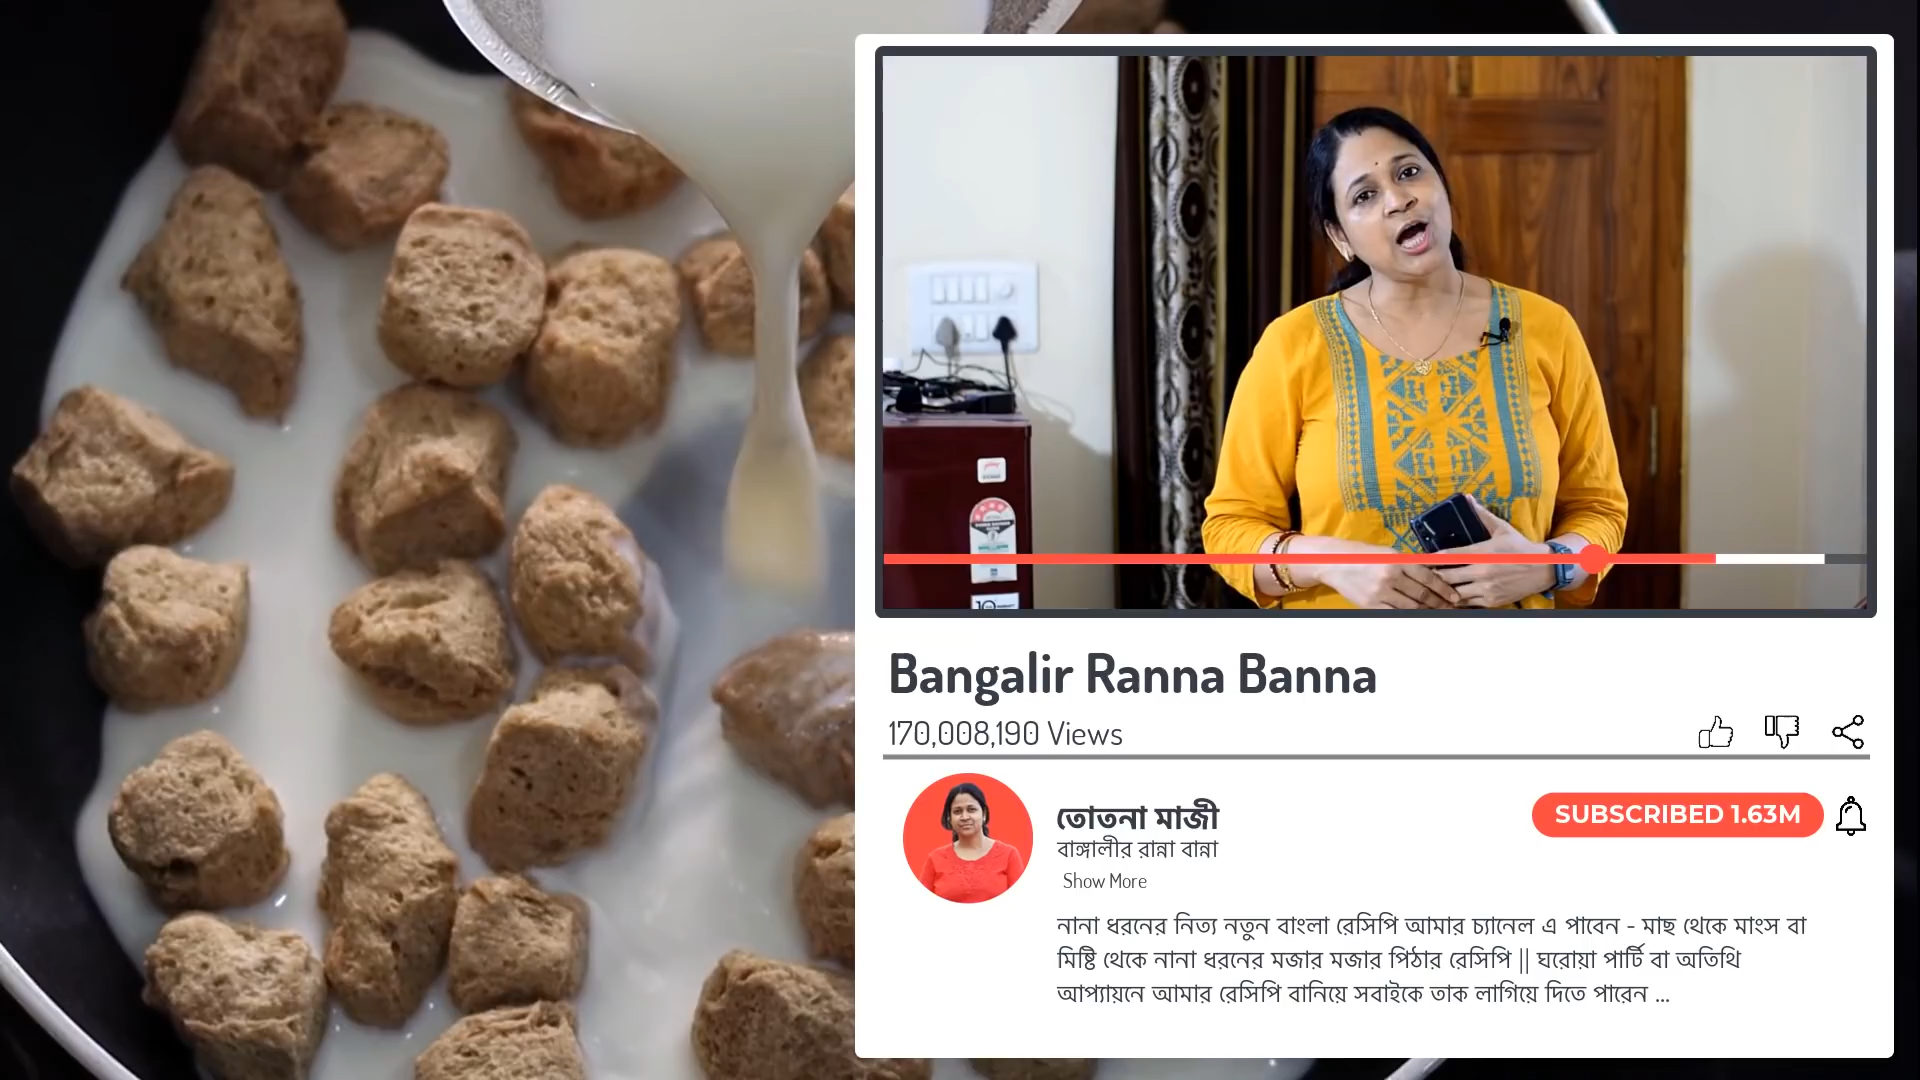 Bangalir Ranna Banna
170,008,190 Views
তোতনা মাজী
SUBSCRIBED 1.63M
বাঙ্গালীর রান্না বান্না
Show More
নানা ধরনের নিত্য নতুন বাংলা রেসিপি আমার চ্যানেল এ পাবেন - মাছ থেকে মাংস বা
মিষ্টি থেকে নানা ধরনের মজার মজার পিঠার রেসিপি || ঘরোয়া পার্টি বা অতিথি
আপ্যায়নে আমার রেসিপি বানিয়ে সবাইকে তাক লাগিয়ে দিতে পারেন ...